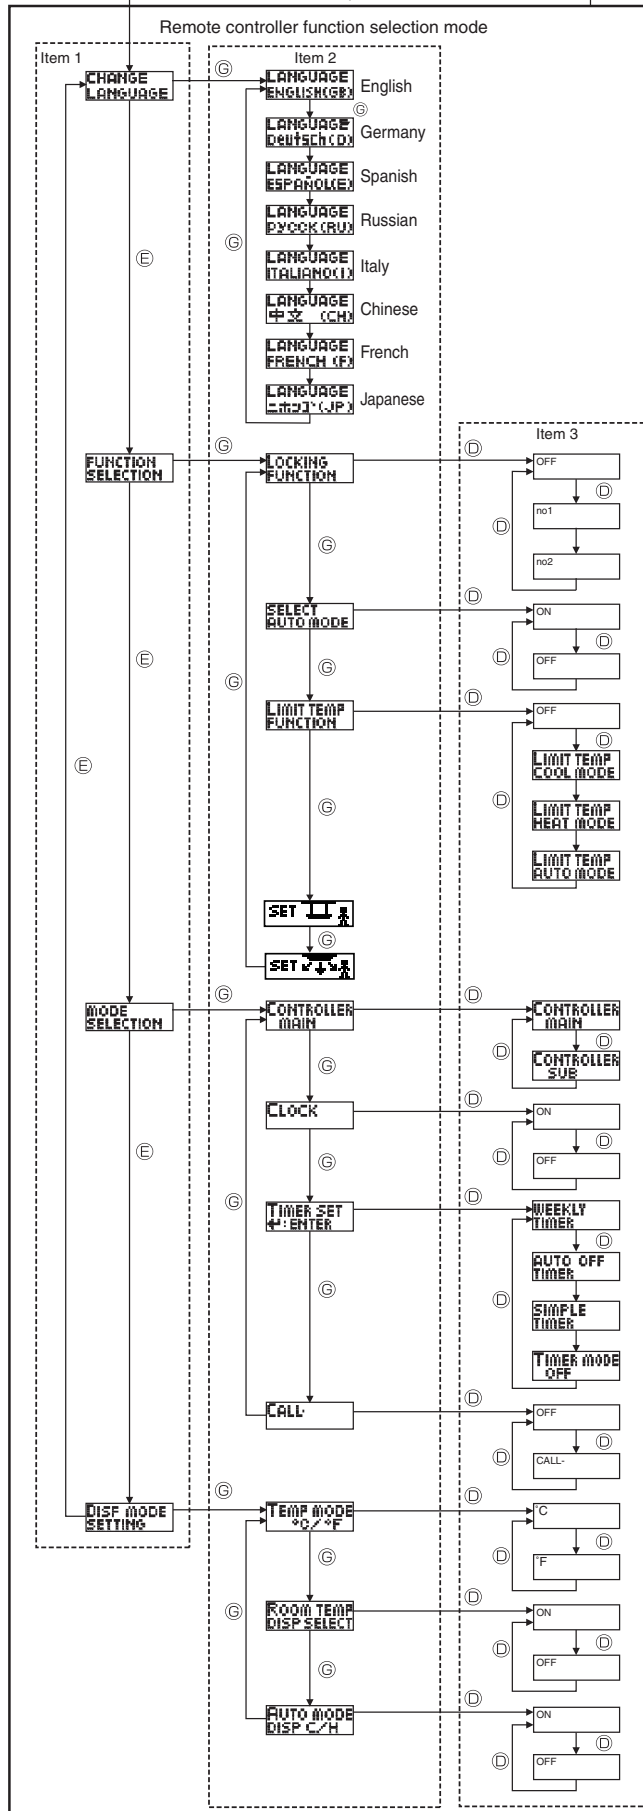 Remote controller function selection mode
Item 1
Item 2
CHANGE
LANGUAGE
Ⓖ
LANGUAGE
ENGLISH(GB)
English
Ⓖ
LANGUAGE
Deutsch(D)
Germany
LANGUAGE
ESPAÑOL(E)
Spanish
LANGUAGE
РУССК(RU)
Russian
Ⓖ
Ⓔ
LANGUAGE
ITALIANO(I)
Italy
LANGUAGE
中文 (CH)
Chinese
LANGUAGE
FRENCH (F)
French
LANGUAGE
ニホンゴ(JP)
Japanese
Item 3
FUNCTION
SELECTION
Ⓖ
LOCKING
FUNCTION
Ⓓ
OFF
Ⓓ
no1
Ⓓ
no2
Ⓖ
SELECT
AUTO MODE
Ⓓ
ON
Ⓓ
OFF
Ⓓ
Ⓔ
Ⓖ
Ⓖ
LIMIT TEMP
FUNCTION
Ⓓ
OFF
Ⓓ
LIMIT TEMP
COOL MODE
Ⓔ
Ⓖ
Ⓓ
LIMIT TEMP
HEAT MODE
LIMIT TEMP
AUTO MODE
SET
Ⓖ
SET
MODE
SELECTION
Ⓖ
CONTROLLER
MAIN
Ⓓ
CONTROLLER
MAIN
Ⓓ
CONTROLLER
SUB
Ⓓ
Ⓖ
CLOCK
Ⓓ
ON
Ⓓ
OFF
Ⓓ
Ⓔ
Ⓖ
Ⓖ
TIMER SET
↵:ENTER
Ⓓ
WEEKLY
TIMER
Ⓓ
AUTO OFF
TIMER
Ⓖ
Ⓓ
SIMPLE
TIMER
TIMER MODE
OFF
CALL-
Ⓓ
OFF
Ⓓ
CALL-
Ⓓ
DISP MODE
SETTING
Ⓖ
TEMP MODE
°C/°F
Ⓓ
°C
Ⓓ
°F
Ⓓ
Ⓖ
Ⓖ
ROOM TEMP
DISP SELECT
Ⓓ
ON
Ⓓ
OFF
Ⓓ
Ⓖ
AUTO MODE
DISP C/H
Ⓓ
ON
Ⓓ
OFF
Ⓓ